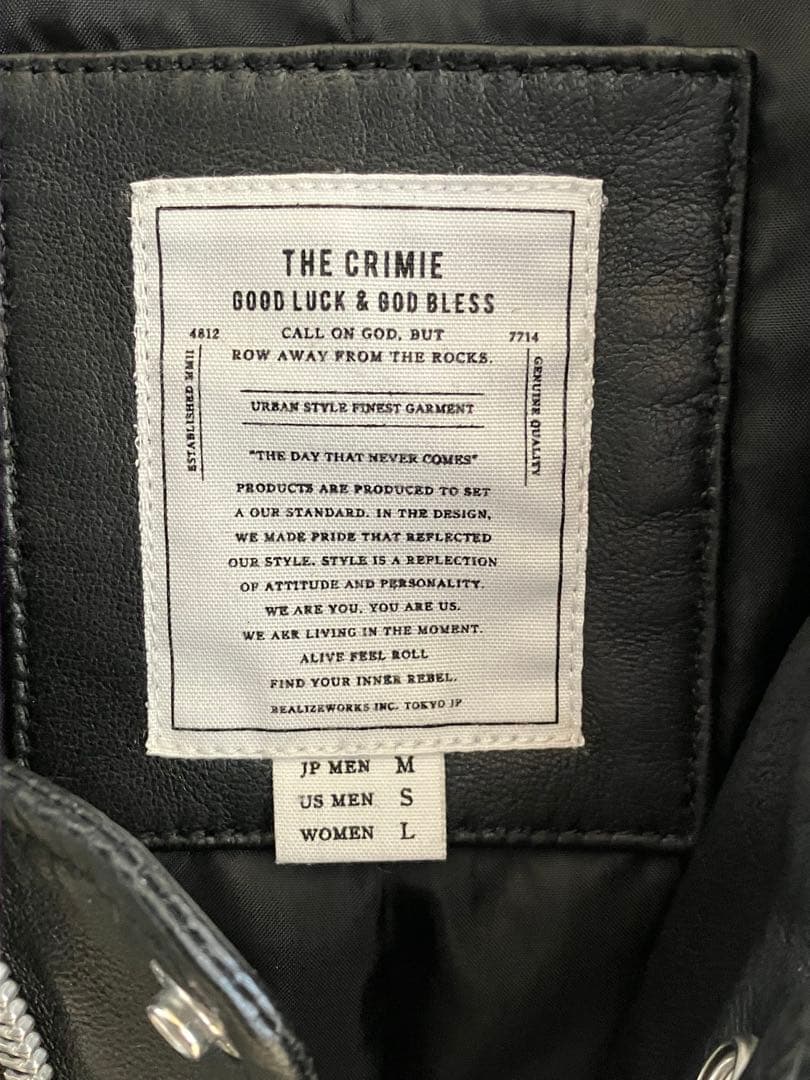 THE CRIMIE
GOOD LUCK & GOD BLESS
4812
CALL ON GOD, BUT
7714
ROW AWAY FROM THE ROCKS.
ESTABLISHED MMII
GENUINE QUALITY
URBAN STYLE FINEST GARMENT
"THE DAY THAT NEVER COMES"
PRODUCTS ARE PRODUCED TO SET
A OUR STANDARD. IN THE DESIGN,
WE MADE PRIDE THAT REFLECTED
OUR STYLE. STYLE IS A REFLECTION
OF ATTITUDE AND PERSONALITY.
WE ARE YOU, YOU ARE US.
WE AER LIVING IN THE MOMENT.
ALIVE FEEL ROLL
FIND YOUR INNER REBEL.
REALIZEWORKS INC. TOKYO JP
JP MEN M
US MEN S
WOMEN L